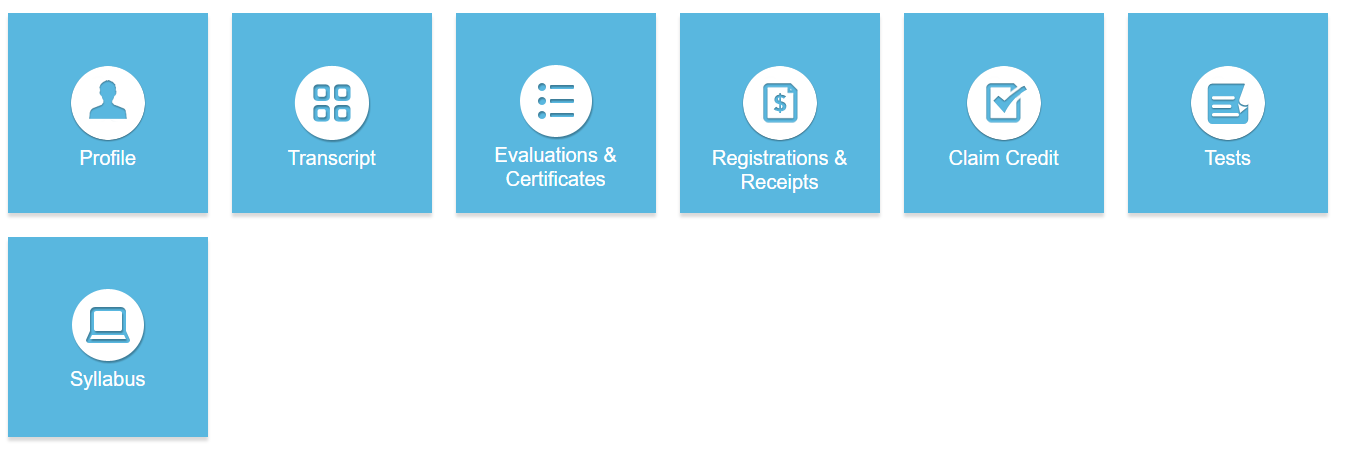 Profile
Transcript
Evaluations &
Certificates
Registrations &
Receipts
Claim Credit
Tests
Syllabus